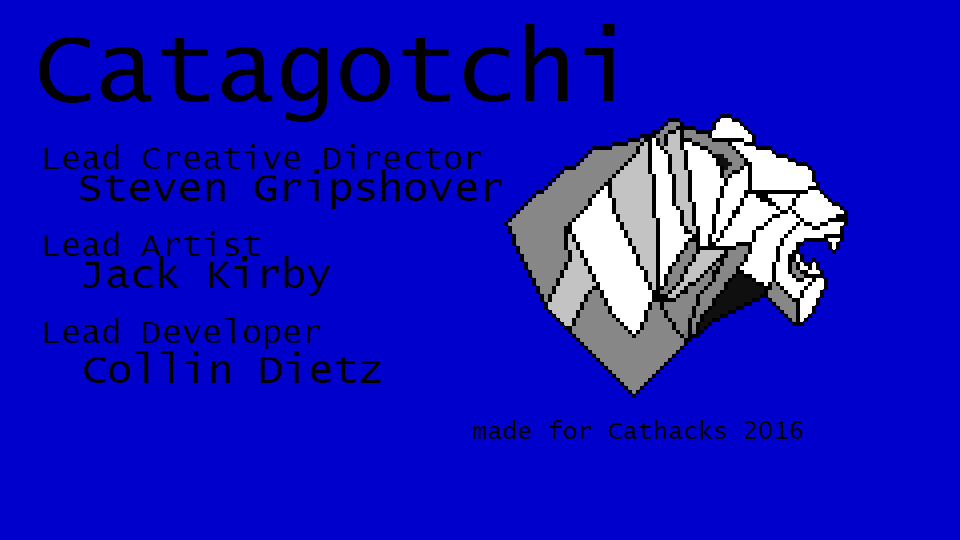 Catagotchi
Lead Creative Director
Steven Gripshover
Lead Artist
Jack Kirby
Lead Developer
Collin Dietz
made for Cathacks 2016